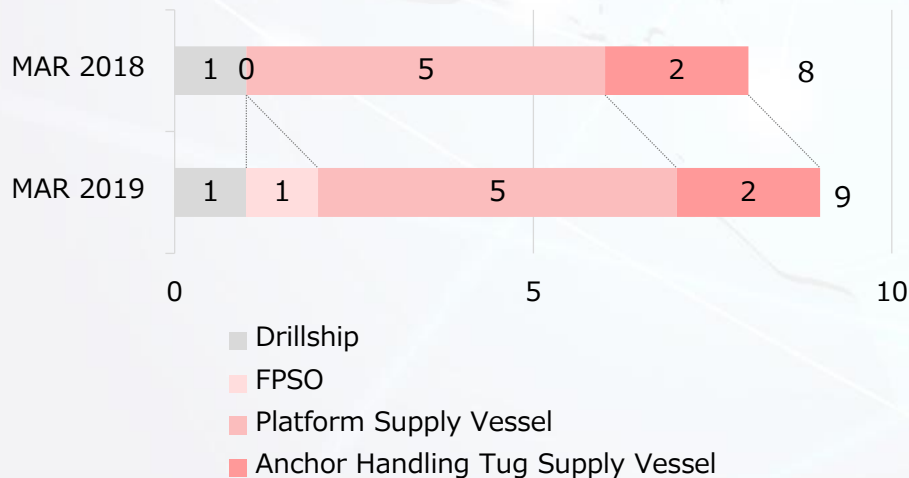 MAR 2018 1 0 5 2 8
MAR 2019 1 1 5 2 9
0 5 10
Drillship
FPSO
Platform Supply Vessel
Anchor Handling Tug Supply Vessel